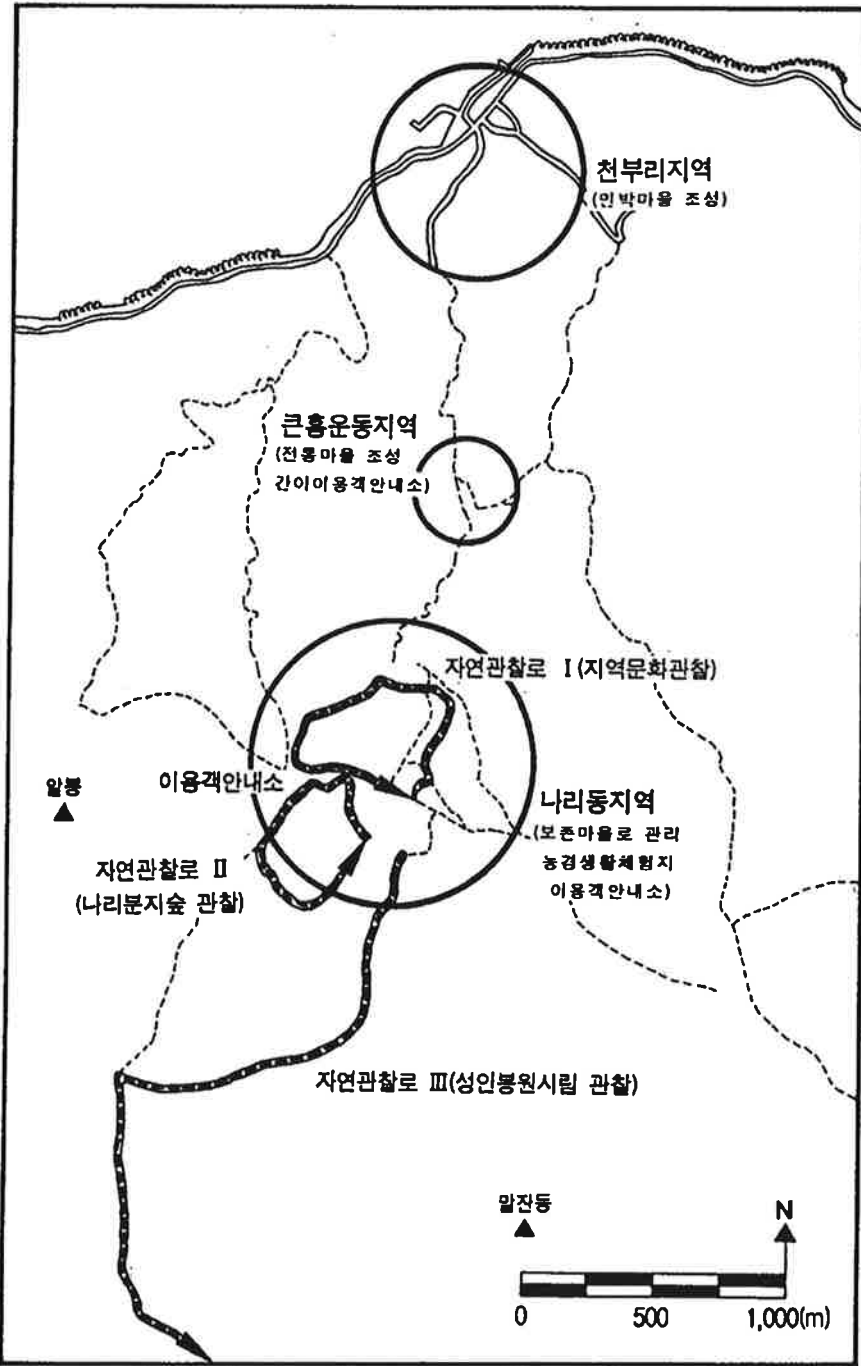 천부리지역
(민박마을 조성)
큰홈운동지역
(전통마을 조성
간이이용객안내소)
자연관찰로 Ⅰ(지역문화관찰)
이용객안내소
알봉
나리동지역
(보존마을로 관리
농경생활체험지
이용객안내소)
자연관찰로 Ⅱ
(나리분지숲 관찰)
자연관찰로 Ⅲ(성인봉원시림 관찰)
말잔동
N
0 500 1,000(m)